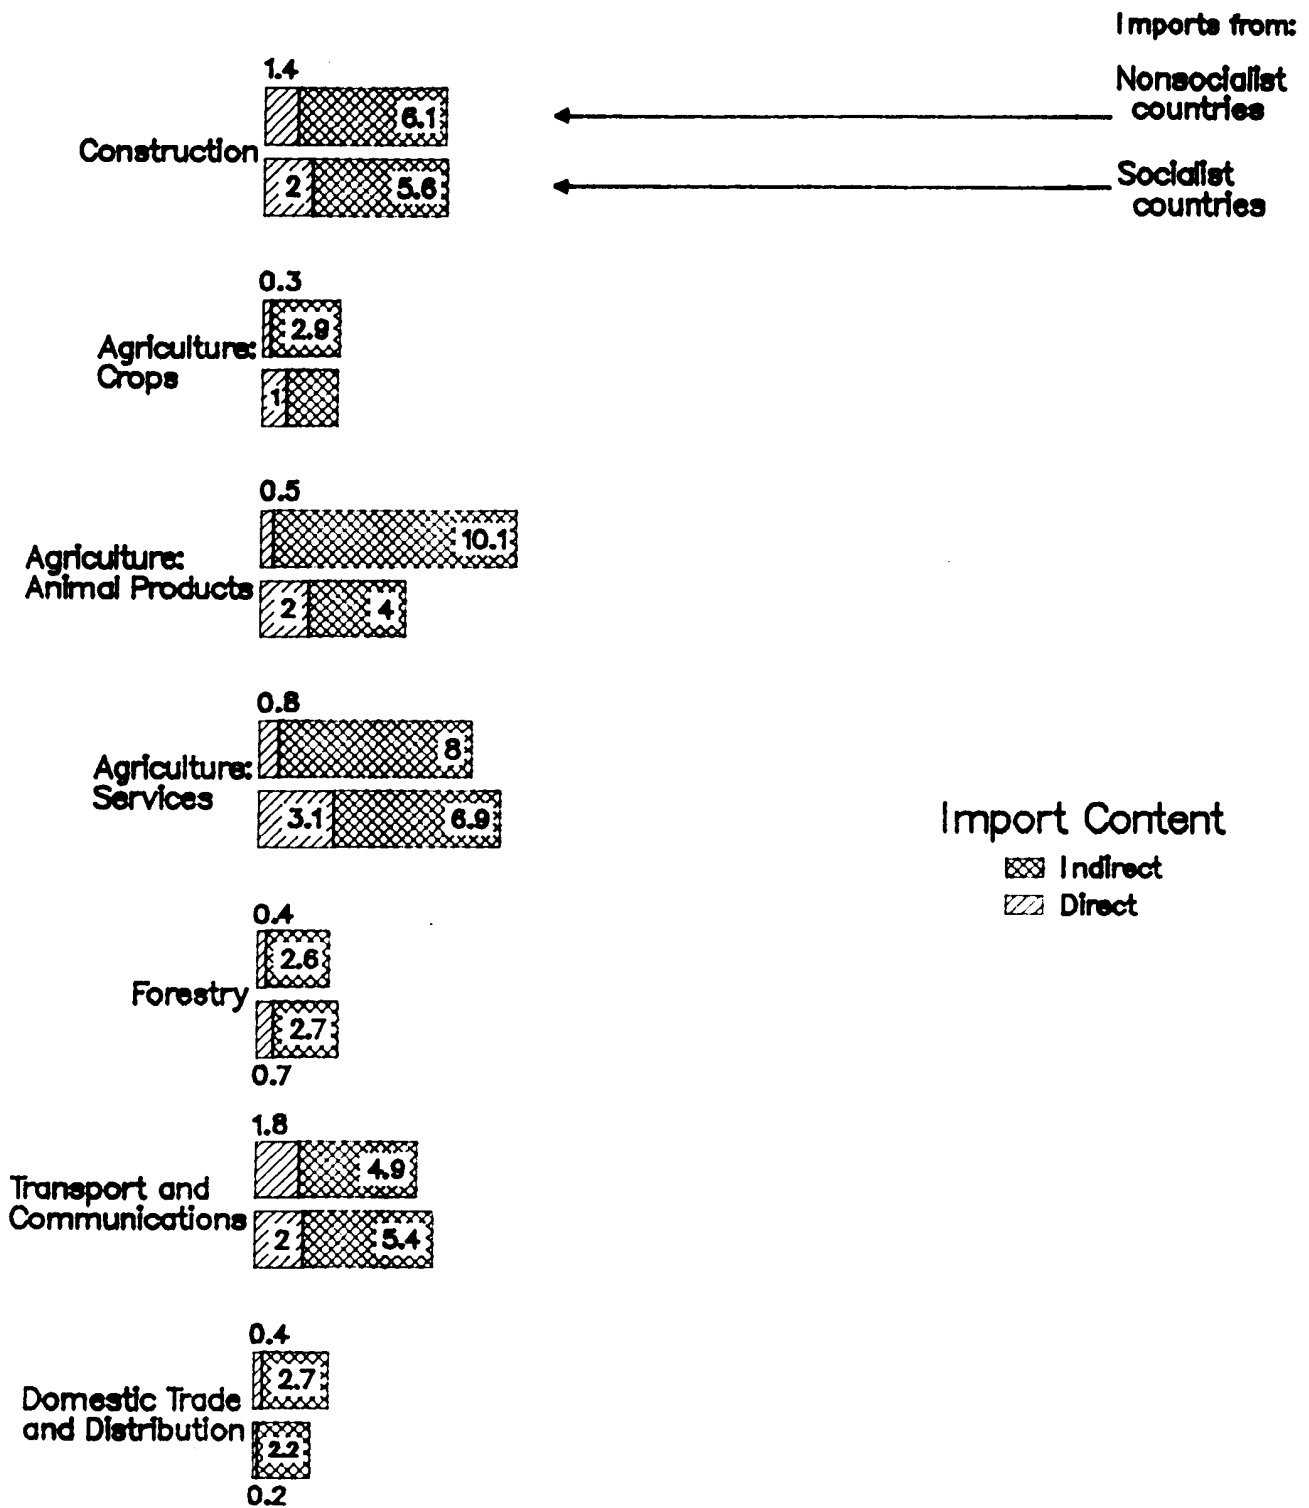 Imports from:
Nonsocialist
countries
Socialist
countries
1.4
6.1
Construction
2
5.6
0.3
2.9
Agriculture:
Crops
1
0.5
10.1
Agriculture:
Animal Products
2
4
0.8
8
Agriculture:
Services
3.1
6.9
Import Content
Indirect
Direct
0.4
2.6
Forestry
2.7
0.7
1.8
4.9
Transport and
Communications
2
5.4
0.4
2.7
Domestic Trade
and Distribution
2.2
0.2